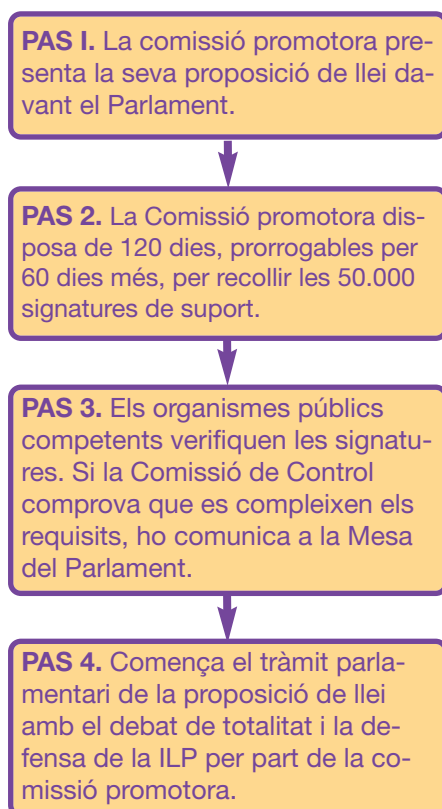 PAS I. La comissió promotora pre-
senta la seva proposició de llei da-
vant el Parlament.
PAS 2. La Comissió promotora dis-
posa de 120 dies, prorrogables per
60 dies més, per recollir les 50.000
signatures de suport.
PAS 3. Els organismes públics
competents verifiquen les signatu-
res. Si la Comissió de Control
comprova que es compleixen els
requisits, ho comunica a la Mesa
del Parlament.
PAS 4. Comença el tràmit parla-
mentari de la proposició de llei
amb el debat de totalitat i la de-
fensa de la ILP per part de la co-
missió promotora.